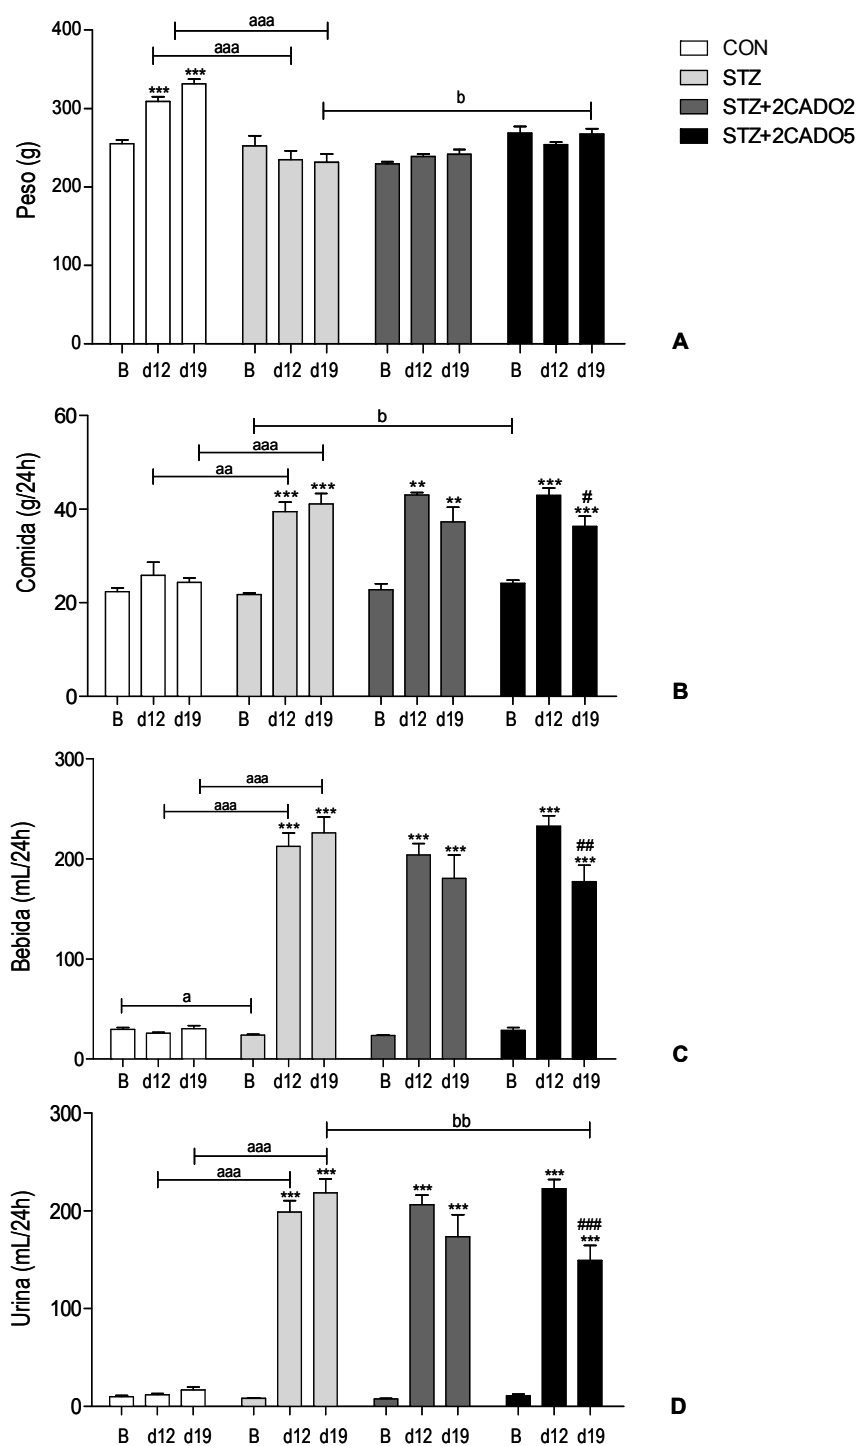 aaa
aaa
b
400
300
200
100
0
Peso (g)
*** ***
B d12 d19 B d12 d19 B d12 d19 B d12 d19
CON
STZ
STZ+2CADO2
STZ+2CADO5
A
b
aaa
aa
60
40
20
0
Comida (g/24h)
*** *** ** ** *** #
***
B d12 d19 B d12 d19 B d12 d19 B d12 d19
B
aaa
aaa
a
300
200
100
0
Bebida (mL/24h)
*** *** *** *** *** ##
***
B d12 d19 B d12 d19 B d12 d19 B d12 d19
C
bb
aaa
aaa
300
200
100
0
Urina (mL/24h)
*** *** *** *** *** ###
***
B d12 d19 B d12 d19 B d12 d19 B d12 d19
D